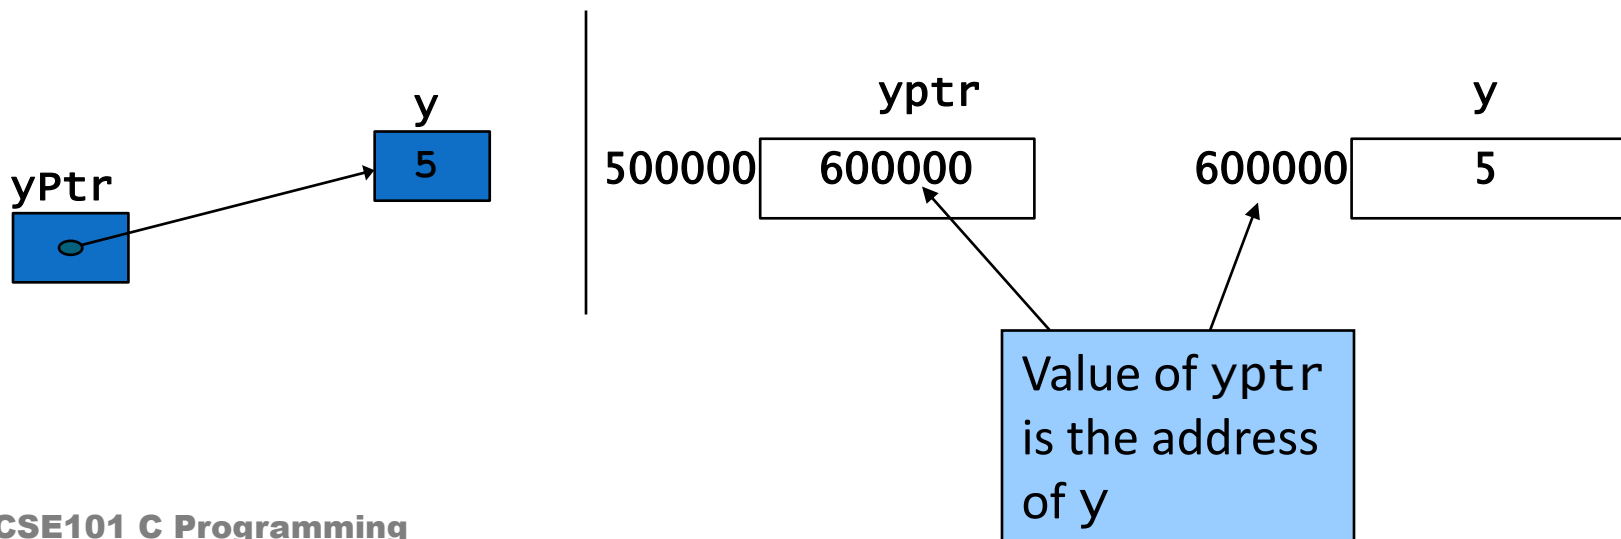 y
5
yPtr
yptr
500000 600000
y
600000 5
Value of yptr
is the address
of y
CSE101 C Programming